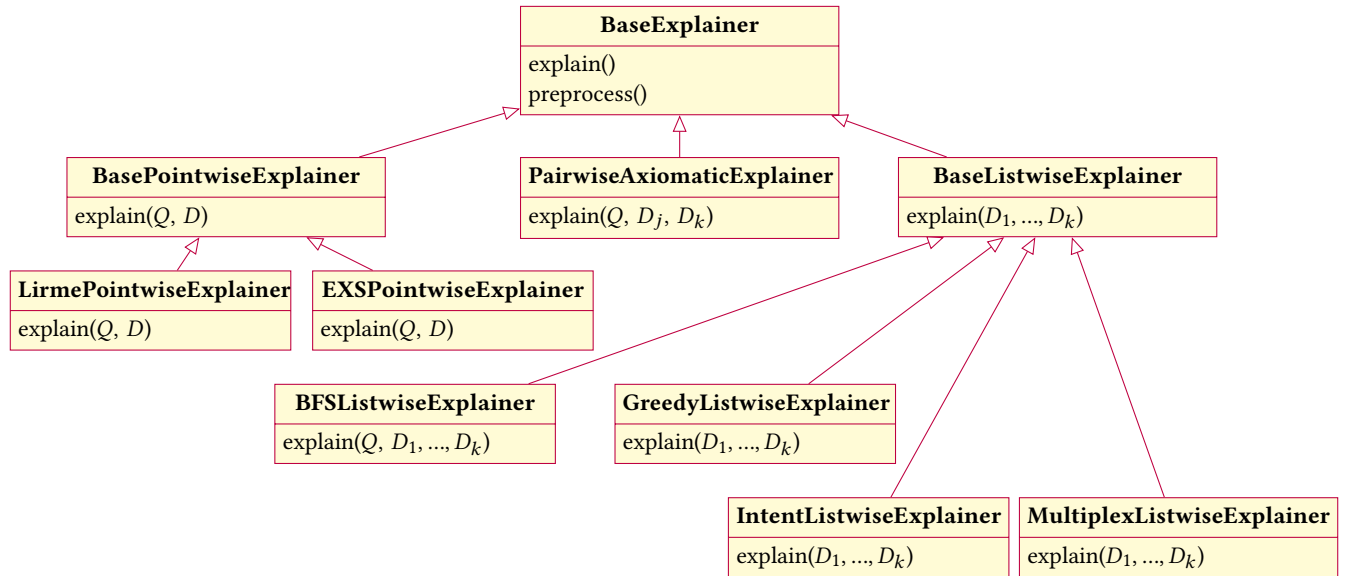 BaseExplainer
explain()
preprocess()
BasePointwiseExplainer
explain(Q, D)
PairwiseAxiomaticExplainer
explain(Q, Dⱼ, Dₖ)
BaseListwiseExplainer
explain(D₁, ..., Dₖ)
LirmePointwiseExplainer
explain(Q, D)
EXSPointwiseExplainer
explain(Q, D)
BFSListwiseExplainer
explain(Q, D₁, ..., Dₖ)
GreedyListwiseExplainer
explain(D₁, ..., Dₖ)
IntentListwiseExplainer
explain(D₁, ..., Dₖ)
MultiplexListwiseExplainer
explain(D₁, ..., Dₖ)